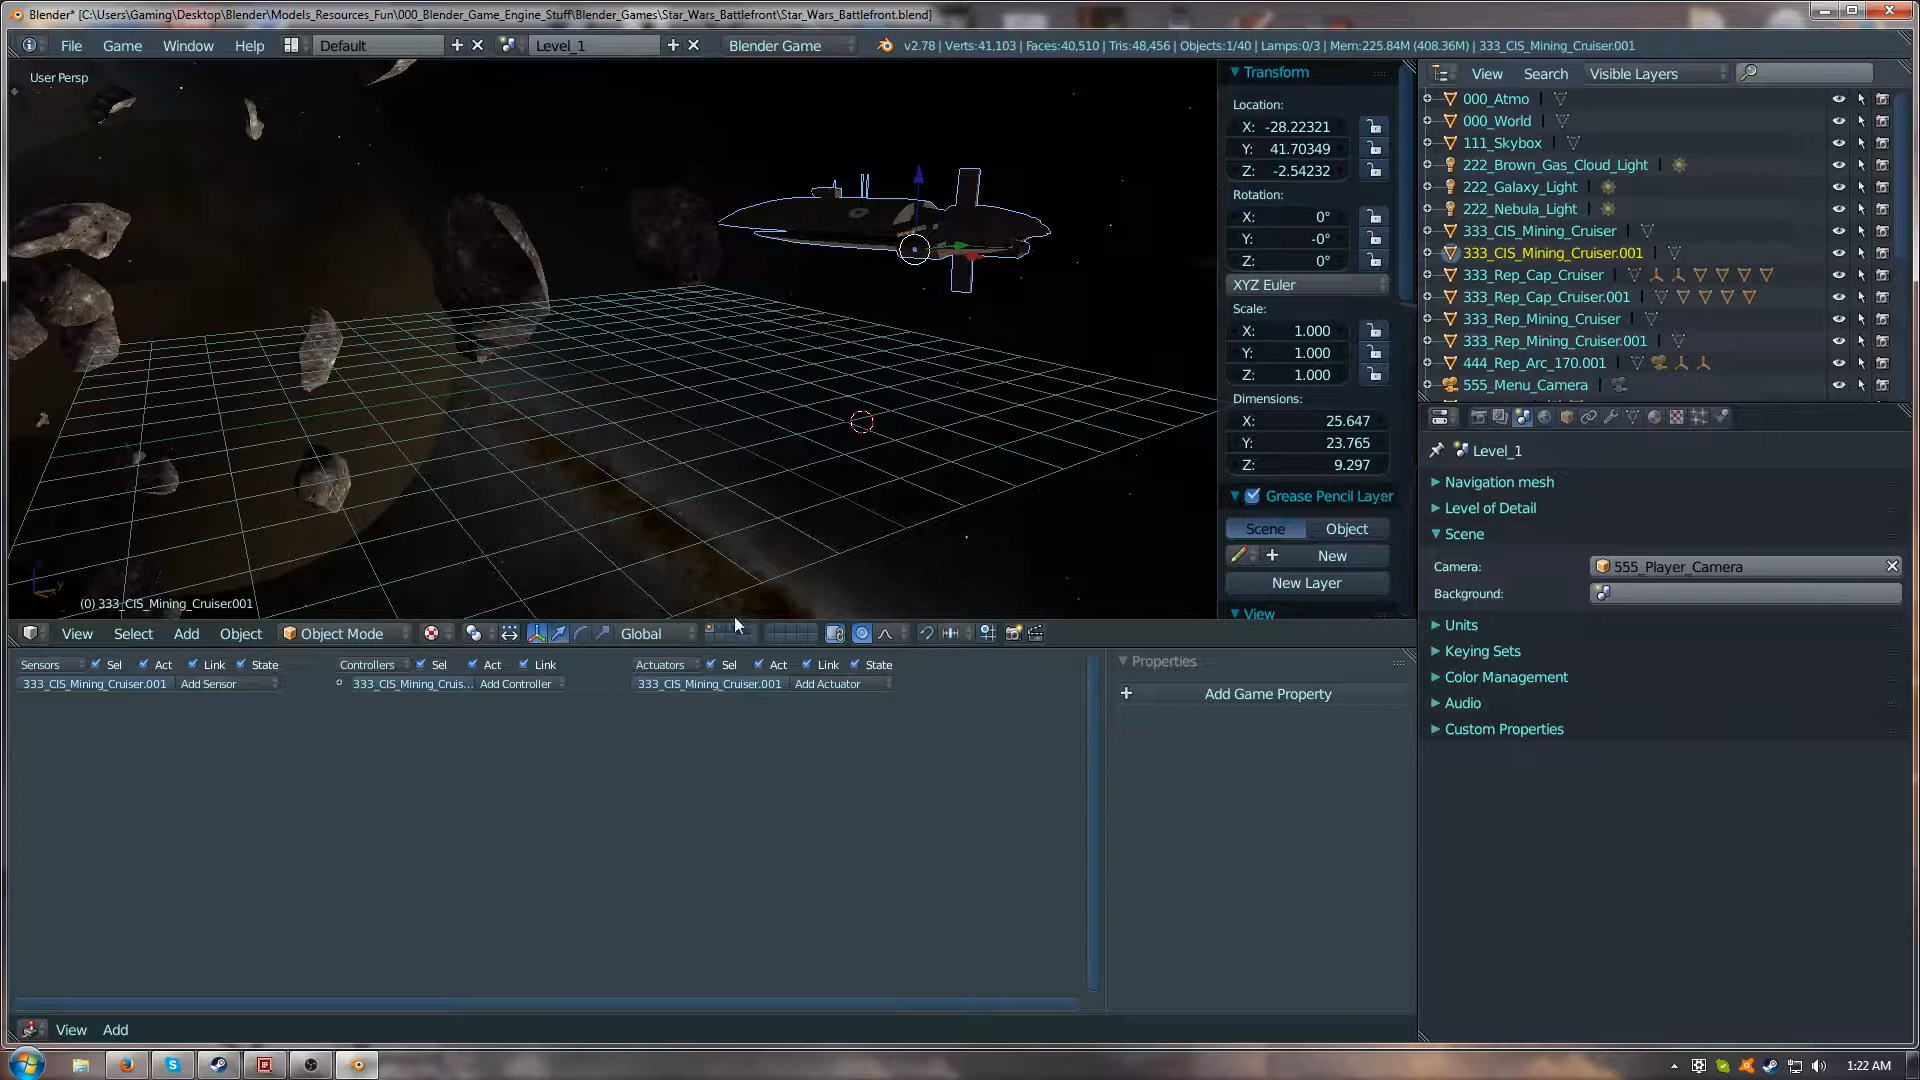 Blender* [C:\Users\Gaming\Desktop\Blender\Models_Resources_Fun\000_Blender_Game_Engine_Stuff\Blender_Games\Star_Wars_Battlefront\Star_Wars_Battlefront.blend]
File Game Window Help Default Level_1 Blender Game v2.78 | Verts:41,103 | Faces:40,510 | Tris:48,456 | Objects:1/40 | Lamps:0/3 | Mem:225.84M (408.36M) | 333_CIS_Mining_Cruiser.001
User Persp
(0) 333_CIS_Mining_Cruiser.001
Transform
Location:
X: -28.22321
Y: 41.70349
Z: -2.54232
Rotation:
X: 0°
Y: -0°
Z: 0°
XYZ Euler
Scale:
X: 1.000
Y: 1.000
Z: 1.000
Dimensions:
X: 25.647
Y: 23.765
Z: 9.297
Grease Pencil Layer
Scene Object
New
New Layer
View
View Search Visible Layers
000_Atmo
000_World
111_Skybox
222_Brown_Gas_Cloud_Light
222_Galaxy_Light
222_Nebula_Light
333_CIS_Mining_Cruiser
333_CIS_Mining_Cruiser.001
333_Rep_Cap_Cruiser
333_Rep_Cap_Cruiser.001
333_Rep_Mining_Cruiser
333_Rep_Mining_Cruiser.001
444_Rep_Arc_170.001
555_Menu_Camera
Level_1
Navigation mesh
Level of Detail
Scene
Camera: 555_Player_Camera
Background:
Units
Keying Sets
Color Management
Audio
Custom Properties
View Select Add Object Object Mode Global
Sensors Sel Act Link State Controllers Sel Act Link Actuators Sel Act Link State
333_CIS_Mining_Cruiser.001 Add Sensor 333_CIS_Mining_Cruis... Add Controller 333_CIS_Mining_Cruiser.001 Add Actuator
Properties
Add Game Property
View Add
1:22 AM